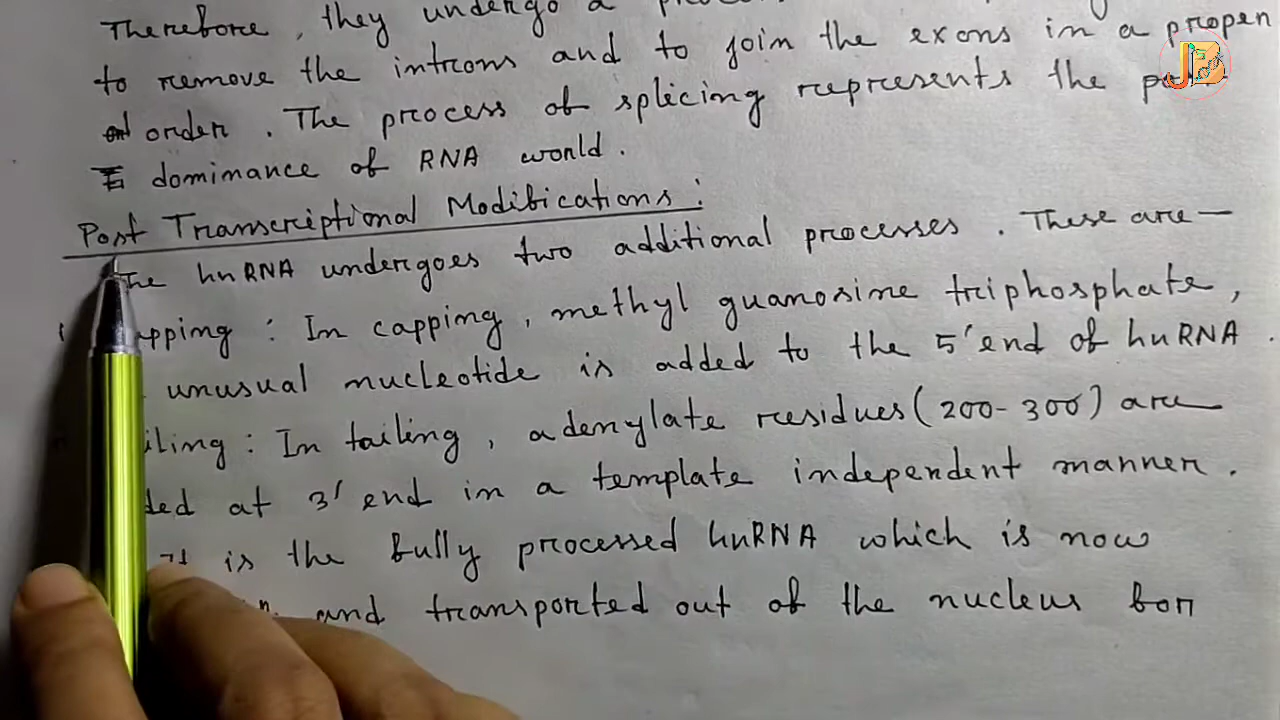 Therefore, they undergo a
to remove the introns and to join the exons in a proper
order. The process of splicing represents the
dominance of RNA world.
Post Transcriptional Modifications:
The hnRNA undergoes two additional processes. These are—
apping: In capping, methyl guanosine triphosphate,
unusual nucleotide is added to the 5' end of hnRNA.
iling: In tailing, adenylate residues (200-300) are
ded at 3' end in a template independent manner.
is the fully processed hnRNA which is now
and transported out of the nucleus for